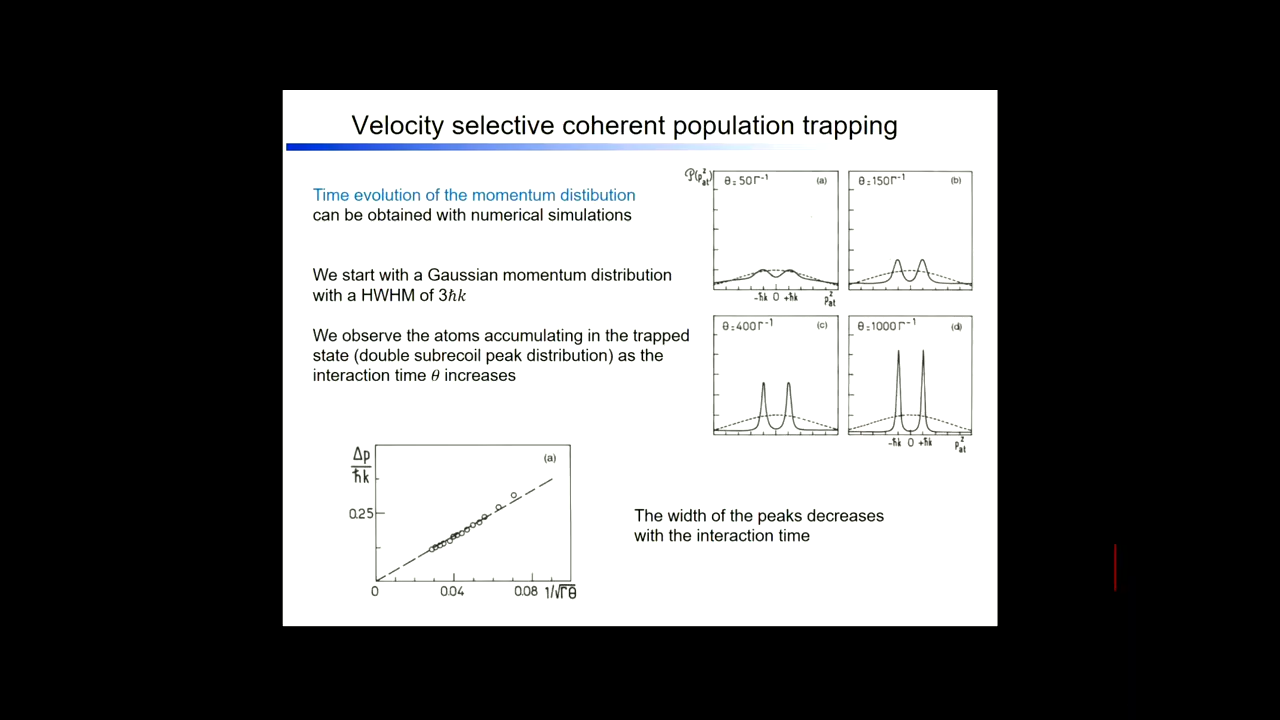 Velocity selective coherent population trapping
Time evolution of the momentum distibution
can be obtained with numerical simulations
We start with a Gaussian momentum distribution
with a HWHM of 3ℏk
We observe the atoms accumulating in the trapped
state (double subrecoil peak distribution) as the
interaction time θ increases
𝒫(p_at^z)
θ=50Γ⁻¹ (a)
θ=150Γ⁻¹ (b)
-ħk 0 +ħk p_at^z
θ=400Γ⁻¹ (c)
θ=1000Γ⁻¹ (d)
-ħk 0 +ħk p_at^z
Δp
ħk
(a)
0.25
0 0.04 0.08 1/√Γθ
The width of the peaks decreases
with the interaction time